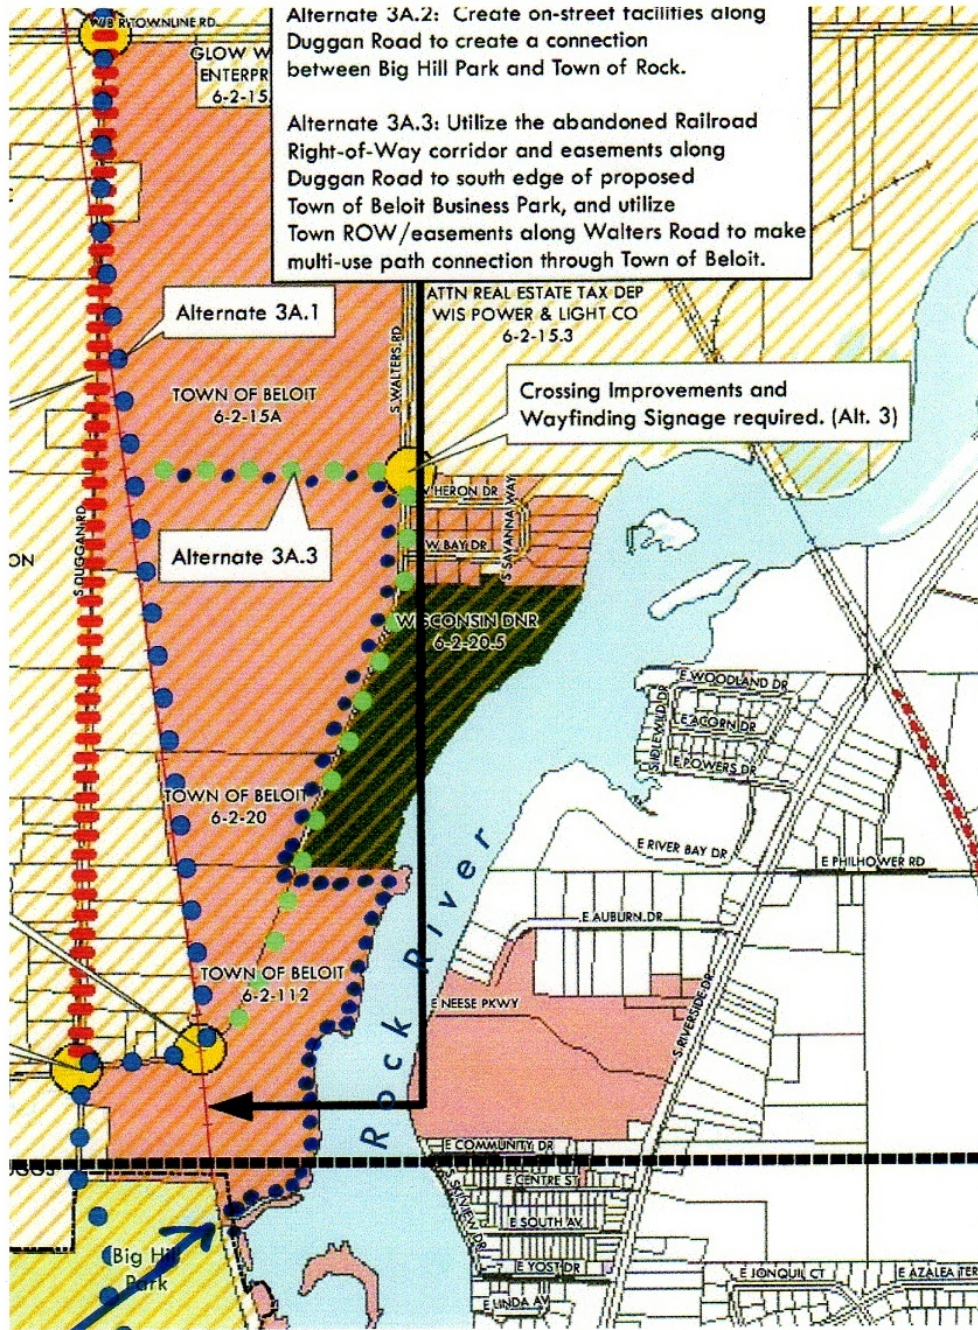 W B R TOWNLINE RD
Alternate 3A.2: Create on-street facilities along
Duggan Road to create a connection
between Big Hill Park and Town of Rock.
Alternate 3A.3: Utilize the abandoned Railroad
Right-of-Way corridor and easements along
Duggan Road to south edge of proposed
Town of Beloit Business Park, and utilize
Town ROW/easements along Walters Road to make
multi-use path connection through Town of Beloit.
GLOW W
ENTERPR
6-2-15
ATTN REAL ESTATE TAX DEP
WIS POWER & LIGHT CO
6-2-15.3
Alternate 3A.1
S WALTERS RD
TOWN OF BELOIT
6-2-15A
Crossing Improvements and
Wayfinding Signage required. (Alt. 3)
HERON DR
S SAVANNA WAY
W BAY DR
Alternate 3A.3
S DUGGAN RD
ON
WISCONSIN DNR
6-2-20.5
E WOODLAND DR
S IDLEWILD DR
E ACORN DR
E POWERS DR
TOWN OF BELOIT
6-2-20
E RIVER BAY DR
E PHILHOWER RD
Rock River
E AUBURN DR
TOWN OF BELOIT
6-2-112
E NEESE PKWY
S RIVERSIDE DR
E COMMUNITY DR
OGGS
E CENTRE ST
S SKYVIEW DR
E SOUTH AV
Big Hill
Park
E YOST DR
E JONQUIL CT
E AZALEA TER
E LINDA AV